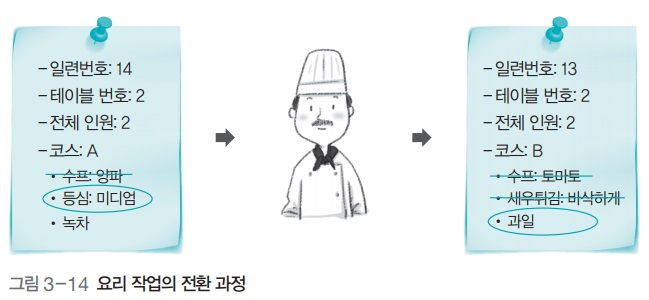 – 일련번호: 14
– 테이블 번호: 2
– 전체 인원: 2
– 코스: A
• 수프: 양파
• 등심: 미디엄
• 녹차
– 일련번호: 13
– 테이블 번호: 2
– 전체 인원: 2
– 코스: B
• 수프: 토마토
• 새우튀김: 바삭하게
• 과일
그림 3-14 요리 작업의 전환 과정